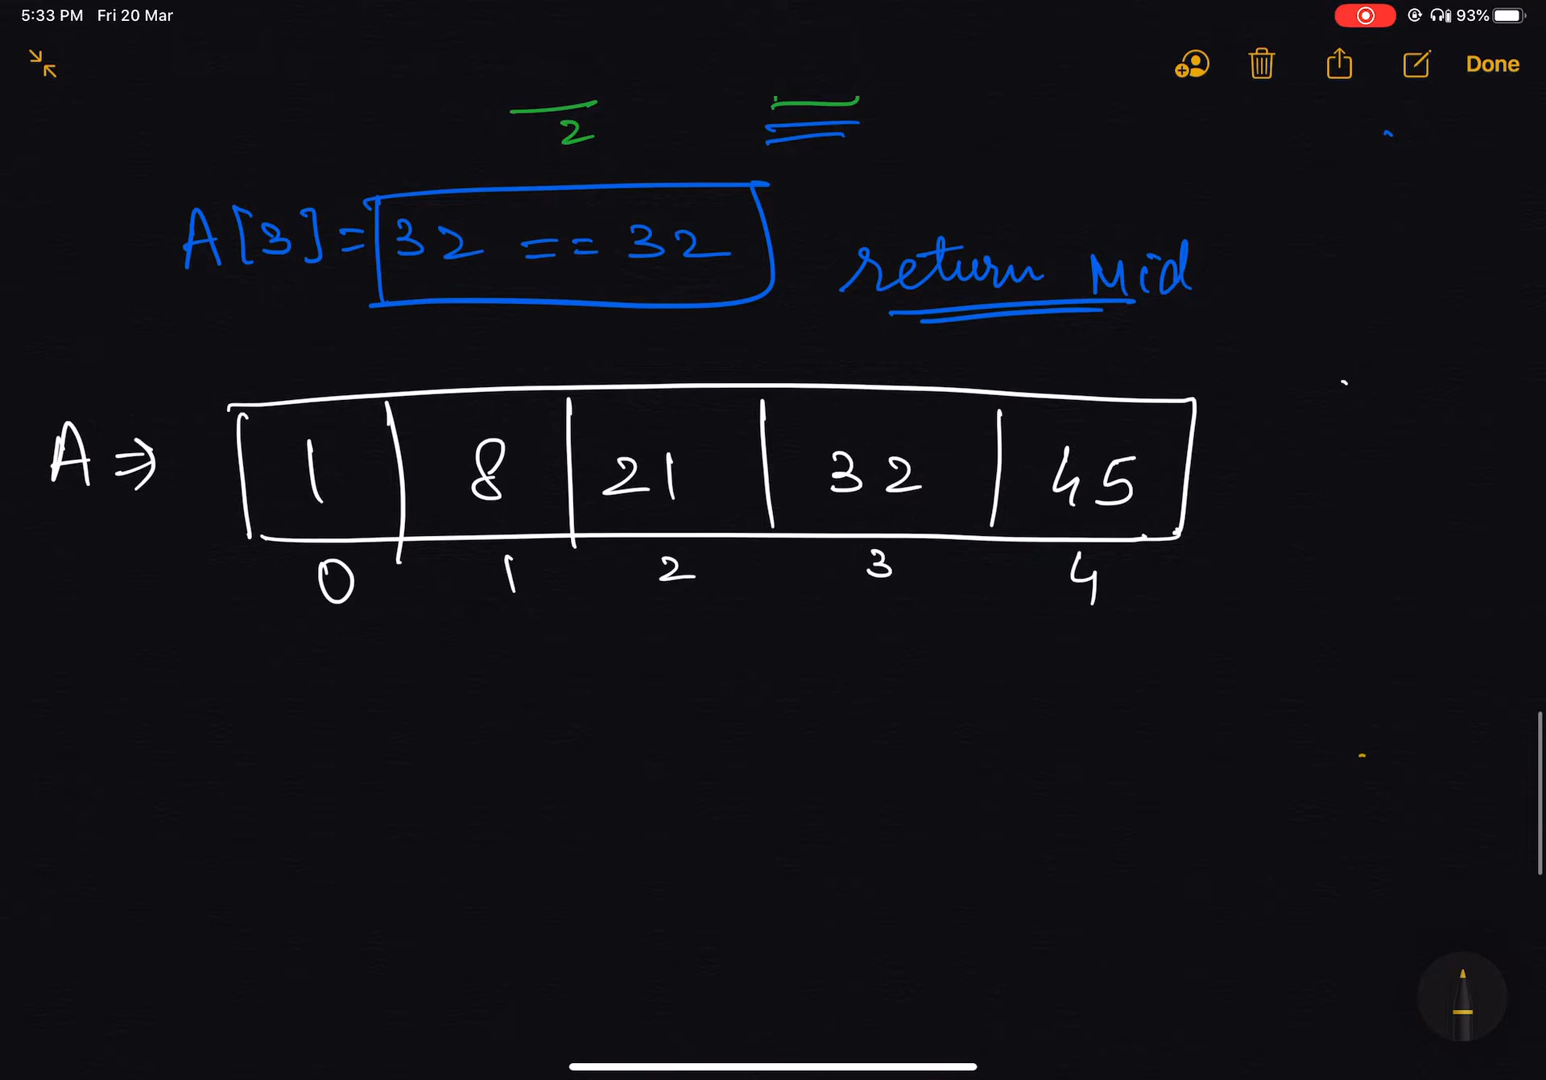 5:33 PM Fri 20 Mar 93%
Done
2
A[3] = 32 == 32 return Mid
A ⇒ 1 8 21 32 45
0 1 2 3 4